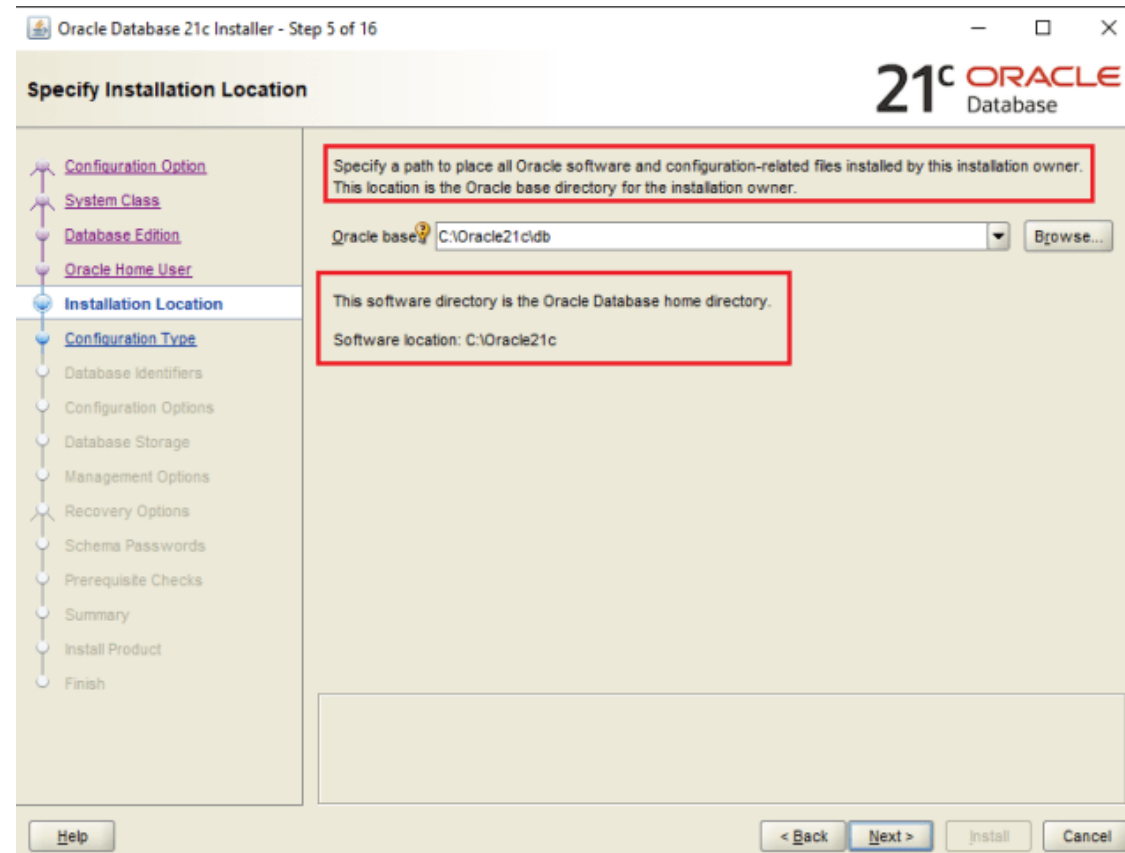 Oracle Database 21c Installer - Step 5 of 16
Specify Installation Location
21c ORACLE
Database
Configuration Option
System Class
Database Edition
Oracle Home User
Installation Location
Configuration Type
Database Identifiers
Configuration Options
Database Storage
Management Options
Recovery Options
Schema Passwords
Prerequisite Checks
Summary
Install Product
Finish
Specify a path to place all Oracle software and configuration-related files installed by this installation owner.
This location is the Oracle base directory for the installation owner.
Oracle base C:\Oracle21c\db Browse...
This software directory is the Oracle Database home directory.
Software location: C:\Oracle21c
Help < Back Next > Install Cancel